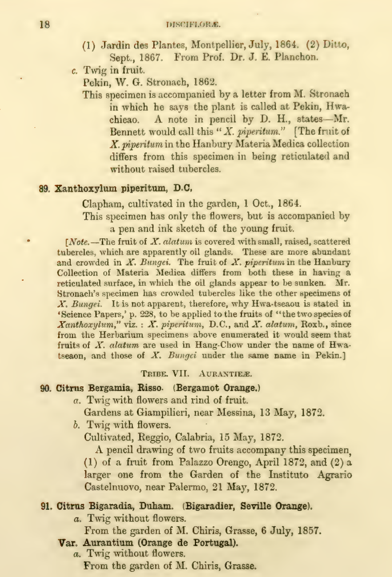 18 DISCIFLORÆ.
(1) Jardin des Plantes, Montpellier, July, 1864. (2) Ditto,
Sept., 1867. From Prof. Dr. J. E. Planchon.
c. Twig in fruit.
Pekin, W. G. Stronach, 1862.
This specimen is accompanied by a letter from M. Stronach
in which he says the plant is called at Pekin, Hwa-
chieao. A note in pencil by D. H., states—Mr.
Bennett would call this "X. piperitum." [The fruit of
X. piperitum in the Hanbury Materia Medica collection
differs from this specimen in being reticulated and
without raised tubercles.
89. Xanthoxylum piperitum, D.C.
Clapham, cultivated in the garden, 1 Oct., 1864.
This specimen has only the flowers, but is accompanied by
a pen and ink sketch of the young fruit.
[Note.—The fruit of X. alatum is covered with small, raised, scattered
tubercles, which are apparently oil glands. These are more abundant
and crowded in X. Bungei. The fruit of X. piperitum in the Hanbury
Collection of Materia Medica differs from both these in having a
reticulated surface, in which the oil glands appear to be sunken. Mr.
Stronach's specimen has crowded tubercles like the other specimens of
X. Bungei. It is not apparent, therefore, why Hwa-tseaou is stated in
'Science Papers,' p. 228, to be applied to the fruits of "the two species of
Xanthoxylum," viz. : X. piperitum, D.C., and X. alatum, Roxb., since
from the Herbarium specimens above enumerated it would seem that
fruits of X. alatum are used in Hang-Chow under the name of Hwa-
tseaon, and those of X. Bungei under the same name in Pekin.]
TRIBE VII. AURANTIEÆ.
90. Citrus Bergamia, Risso. (Bergamot Orange.)
a. Twig with flowers and rind of fruit.
Gardens at Giampilieri, near Messina, 13 May, 1872.
b. Twig with flowers.
Cultivated, Reggio, Calabria, 15 May, 1872.
A pencil drawing of two fruits accompany this specimen,
(1) of a fruit from Palazzo Orengo, April 1872, and (2) a
larger one from the Garden of the Instituto Agrario
Castelnuovo, near Palermo, 21 May, 1872.
91. Citrus Bigaradia, Duham. (Bigaradier, Seville Orange).
a. Twig without flowers.
From the garden of M. Chiris, Grasse, 6 July, 1857.
Var. Aurantium (Orange de Portugal).
a. Twig without flowers.
From the garden of M. Chiris, Grasse.